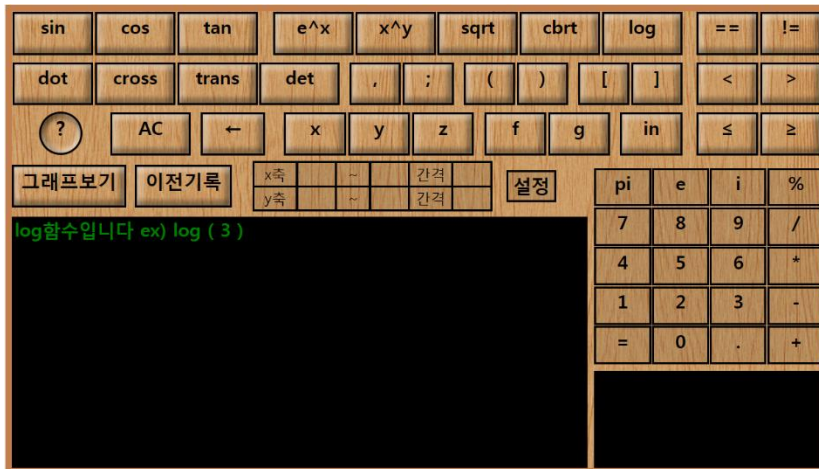 sin cos tan e^x x^y sqrt cbrt log == !=
dot cross trans det , ; ( ) [ ] < >
? AC ← x y z f g in ≤ ≥
그래프보기 이전기록 x축 ~ 간격 설정 pi e i %
y축 ~ 간격
log함수입니다 ex) log ( 3 ) 7 8 9 /
4 5 6 *
1 2 3 -
= 0 . +